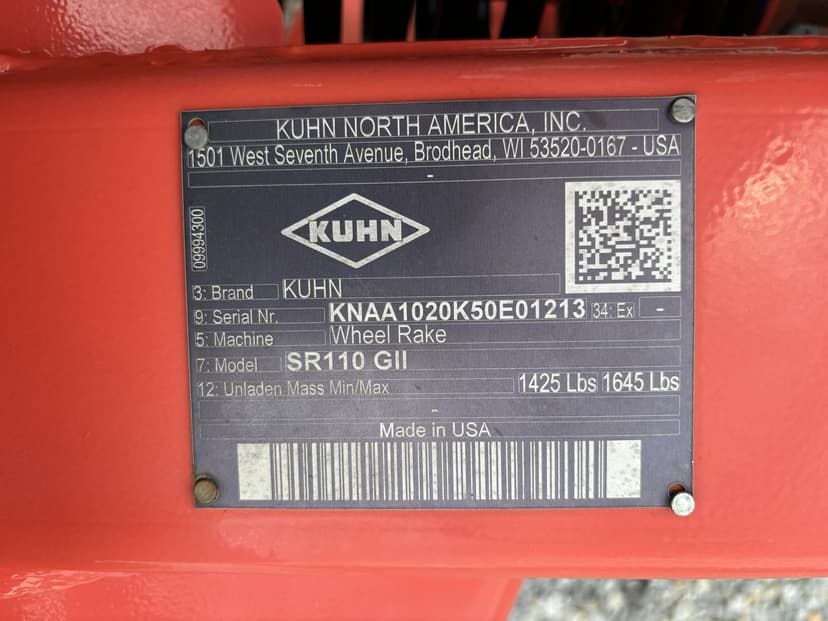 KUHN NORTH AMERICA, INC.
1501 West Seventh Avenue, Brodhead, WI 53520-0167 - USA
-
KUHN
09994300
3: Brand KUHN
9: Serial Nr. KNAA1020K50E01213 34: Ex -
5: Machine Wheel Rake
7: Model SR110 GII
12: Unladen Mass Min/Max 1425 Lbs 1645 Lbs
-
Made in USA